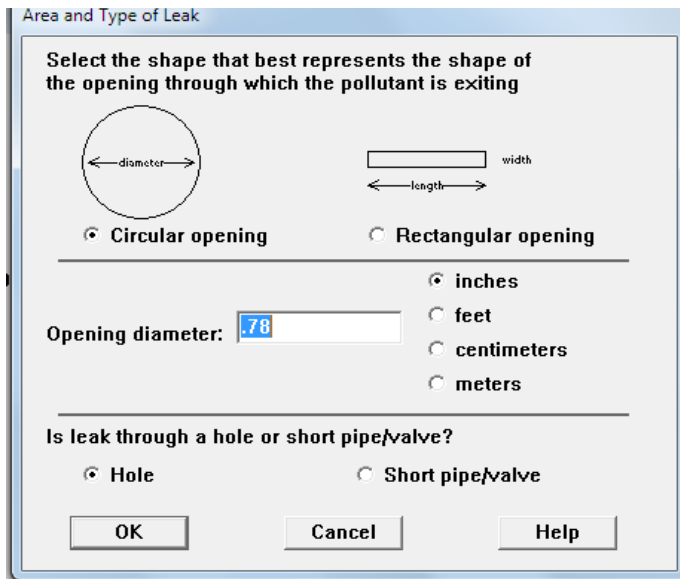 Area and Type of Leak
Select the shape that best represents the shape of
the opening through which the pollutant is exiting
diameter
width
length
Circular opening
Rectangular opening
inches
feet
Opening diameter: .78
centimeters
meters
Is leak through a hole or short pipe/valve?
Hole
Short pipe/valve
OK
Cancel
Help